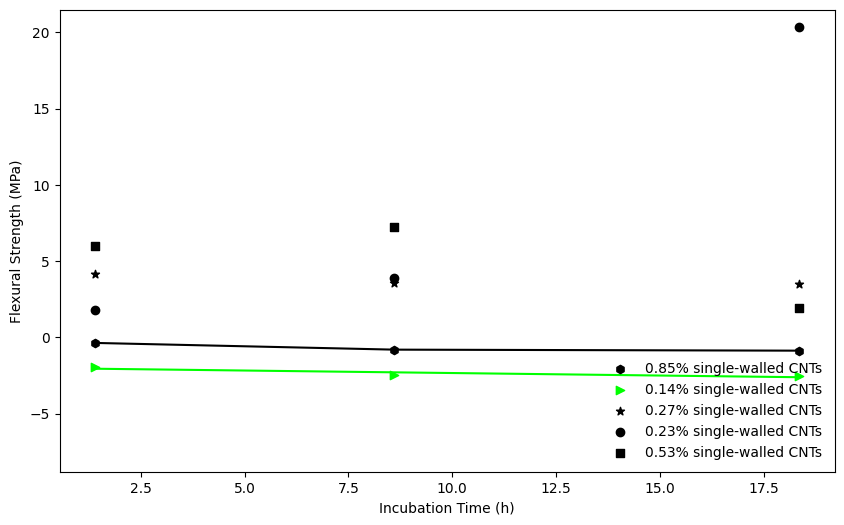 20
15
10
5
0
−5
Flexural Strength (MPa)
0.85% single-walled CNTs
0.14% single-walled CNTs
0.27% single-walled CNTs
0.23% single-walled CNTs
0.53% single-walled CNTs
2.5 5.0 7.5 10.0 12.5 15.0 17.5
Incubation Time (h)